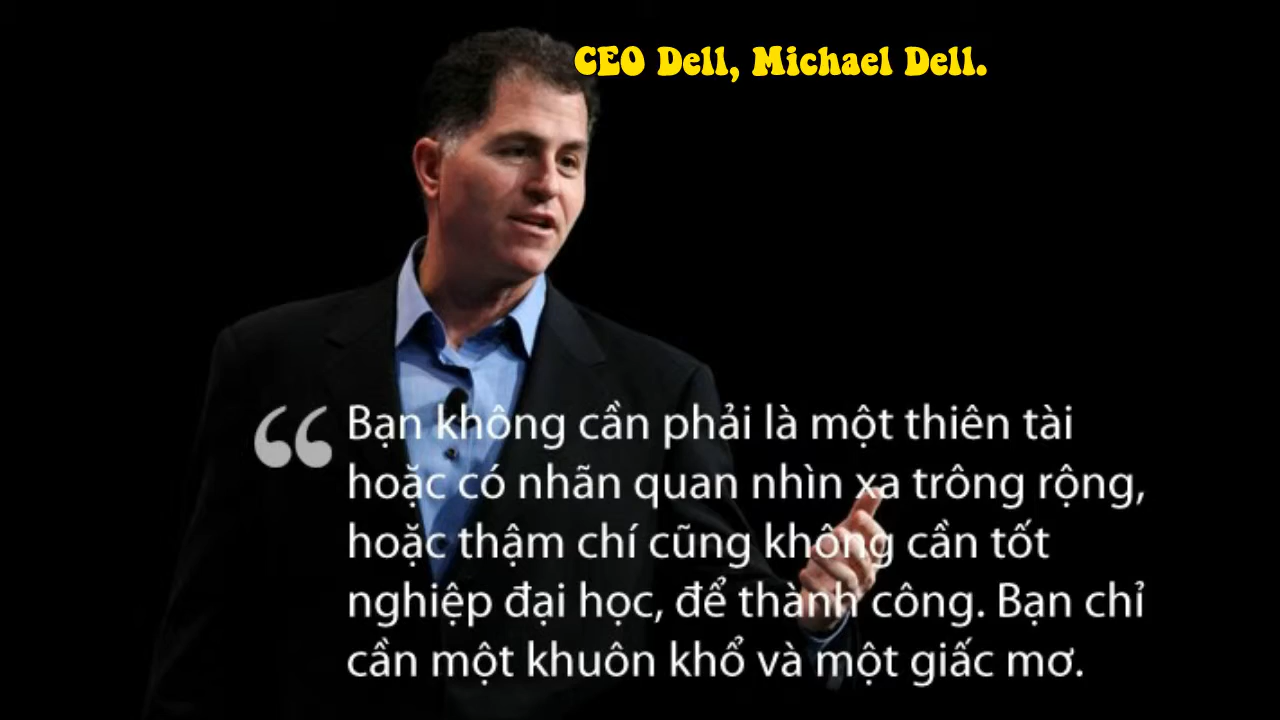 CEO Dell, Michael Dell.
“Bạn không cần phải là một thiên tài
hoặc có nhãn quan nhìn xa trông rộng,
hoặc thậm chí cũng không cần tốt
nghiệp đại học, để thành công. Bạn chỉ
cần một khuôn khổ và một giấc mơ.